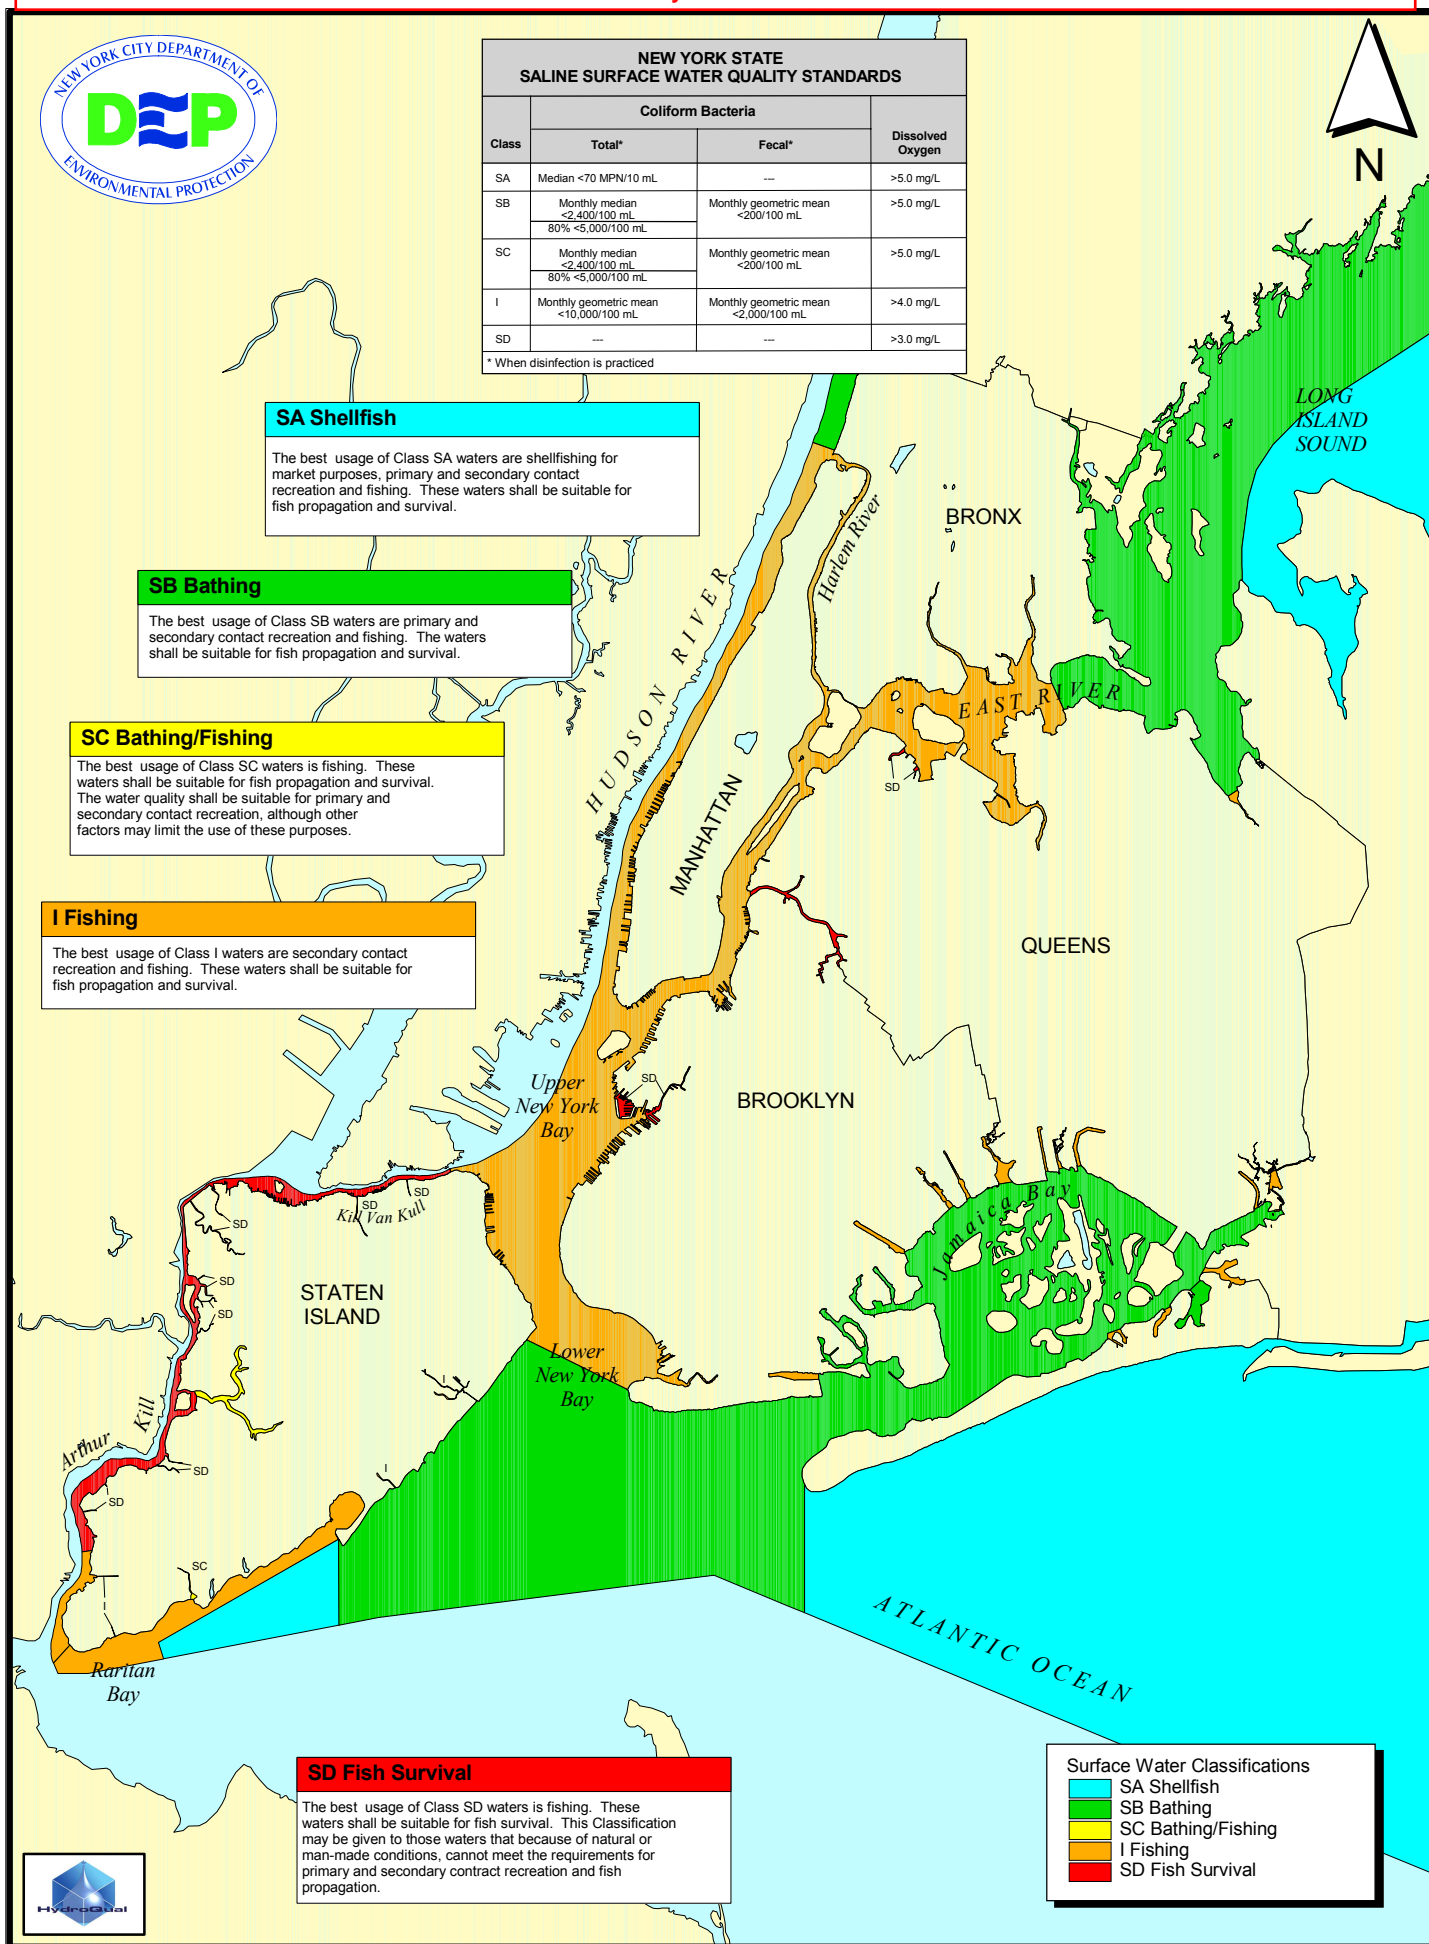 NEW YORK CITY DEPARTMENT OF
DEP
ENVIRONMENTAL PROTECTION
NEW YORK STATE
SALINE SURFACE WATER QUALITY STANDARDS
Class
Coliform Bacteria
Total*
Fecal*
Dissolved
Oxygen
SA
Median <70 MPN/10 mL
---
>5.0 mg/L
SB
Monthly median
<2,400/100 mL
80% <5,000/100 mL
Monthly geometric mean
<200/100 mL
>5.0 mg/L
SC
Monthly median
<2,400/100 mL
80% <5,000/100 mL
Monthly geometric mean
<200/100 mL
>5.0 mg/L
I
Monthly geometric mean
<10,000/100 mL
Monthly geometric mean
<2,000/100 mL
>4.0 mg/L
SD
---
---
>3.0 mg/L
* When disinfection is practiced
N
SA Shellfish
The best usage of Class SA waters are shellfishing for
market purposes, primary and secondary contact
recreation and fishing. These waters shall be suitable for
fish propagation and survival.
SB Bathing
The best usage of Class SB waters are primary and
secondary contact recreation and fishing. The waters
shall be suitable for fish propagation and survival.
SC Bathing/Fishing
The best usage of Class SC waters is fishing. These
waters shall be suitable for fish propagation and survival.
The water quality shall be suitable for primary and
secondary contact recreation, although other
factors may limit the use of these purposes.
I Fishing
The best usage of Class I waters are secondary contact
recreation and fishing. These waters shall be suitable for
fish propagation and survival.
LONG
ISLAND
SOUND
BRONX
Harlem River
HUDSON RIVER
EAST RIVER
SD
MANHATTAN
QUEENS
Upper
New York
Bay
SD
BROOKLYN
Jamaica Bay
SD
SD
Kill Van Kull
SD
SD
SD
STATEN
ISLAND
Lower
New York
Bay
I
I
I
Arthur Kill
SD
SD
I
SC
I
Raritan
Bay
ATLANTIC OCEAN
SD Fish Survival
The best usage of Class SD waters is fishing. These
waters shall be suitable for fish survival. This Classification
may be given to those waters that because of natural or
man-made conditions, cannot meet the requirements for
primary and secondary contract recreation and fish
propagation.
HydroQual
Surface Water Classifications
SA Shellfish
SB Bathing
SC Bathing/Fishing
I Fishing
SD Fish Survival